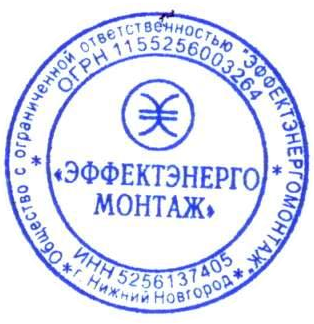 Общество с ограниченной ответственностью "ЭФФЕКТЭНЕРГОМОНТАЖ"
ОГРН 1155256003264
«ЭФФЕКТЭНЕРГО
МОНТАЖ»
ИНН 5256137405
* г. Нижний Новгород *